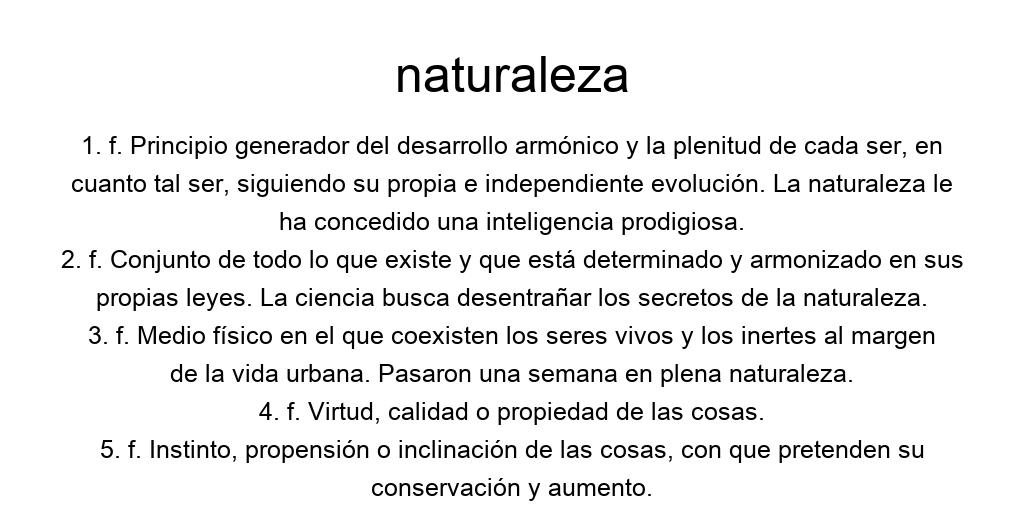 naturaleza
1. f. Principio generador del desarrollo armónico y la plenitud de cada ser, en
cuanto tal ser, siguiendo su propia e independiente evolución. La naturaleza le
ha concedido una inteligencia prodigiosa.
2. f. Conjunto de todo lo que existe y que está determinado y armonizado en sus
propias leyes. La ciencia busca desentrañar los secretos de la naturaleza.
3. f. Medio físico en el que coexisten los seres vivos y los inertes al margen
de la vida urbana. Pasaron una semana en plena naturaleza.
4. f. Virtud, calidad o propiedad de las cosas.
5. f. Instinto, propensión o inclinación de las cosas, con que pretenden su
conservación y aumento.